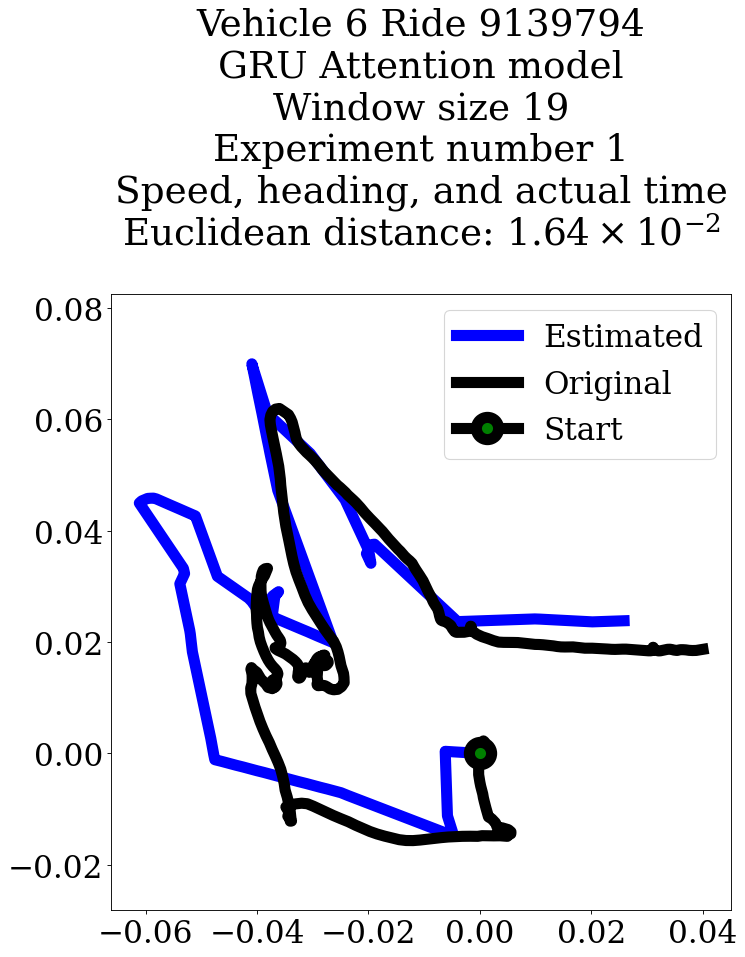 Vehicle 6 Ride 9139794
GRU Attention model
Window size 19
Experiment number 1
Speed, heading, and actual time
Euclidean distance: 1.64 × 10⁻²
0.08
0.06
0.04
0.02
0.00
−0.02
Estimated
Original
Start
−0.06 −0.04 −0.02 0.00 0.02 0.04